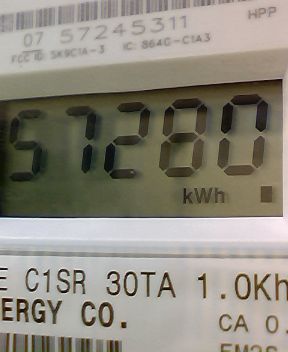 HPP
07 57245311
FCC ID: SK9C1A-3 IC: 864G-C1A3
57280
kWh
E C1SR 30TA 1.0Kh
ERGY CO.
CA 0.